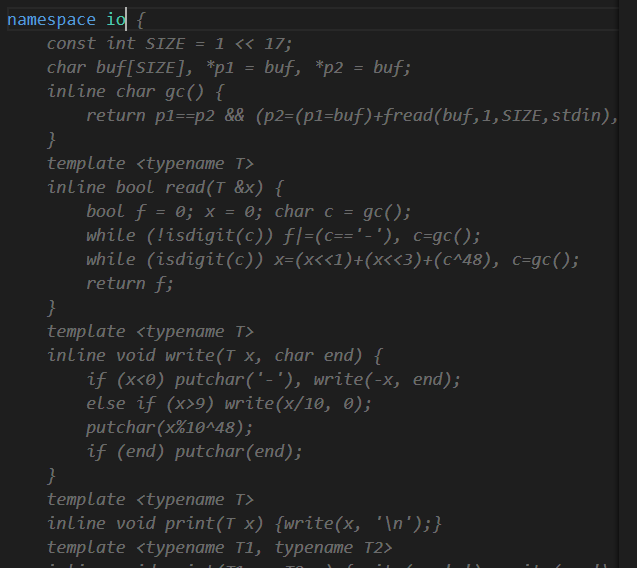 namespace io {
    const int SIZE = 1 << 17;
    char buf[SIZE], *p1 = buf, *p2 = buf;
    inline char gc() {
        return p1==p2 && (p2=(p1=buf)+fread(buf,1,SIZE,stdin),
    }
    template <typename T>
    inline bool read(T &x) {
        bool f = 0; x = 0; char c = gc();
        while (!isdigit(c)) f|=(c=='-'), c=gc();
        while (isdigit(c)) x=(x<<1)+(x<<3)+(c^48), c=gc();
        return f;
    }
    template <typename T>
    inline void write(T x, char end) {
        if (x<0) putchar('-'), write(-x, end);
        else if (x>9) write(x/10, 0);
        putchar(x%10^48);
        if (end) putchar(end);
    }
    template <typename T>
    inline void print(T x) {write(x, '\n');}
    template <typename T1, typename T2>